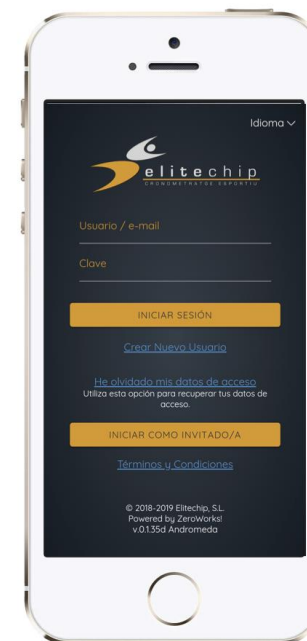 Idioma
elitechip
CRONOMETRATGE ESPORTIU
Usuario / e-mail
Clave
INICIAR SESIÓN
Crear Nuevo Usuario
He olvidado mis datos de acceso
Utiliza esta opción para recuperar tus datos de
acceso.
INICIAR COMO INVITADO/A
Términos y Condiciones
© 2018-2019 Elitechip, S.L.
Powered by ZeroWorks!
v.0.1.35d Andromeda